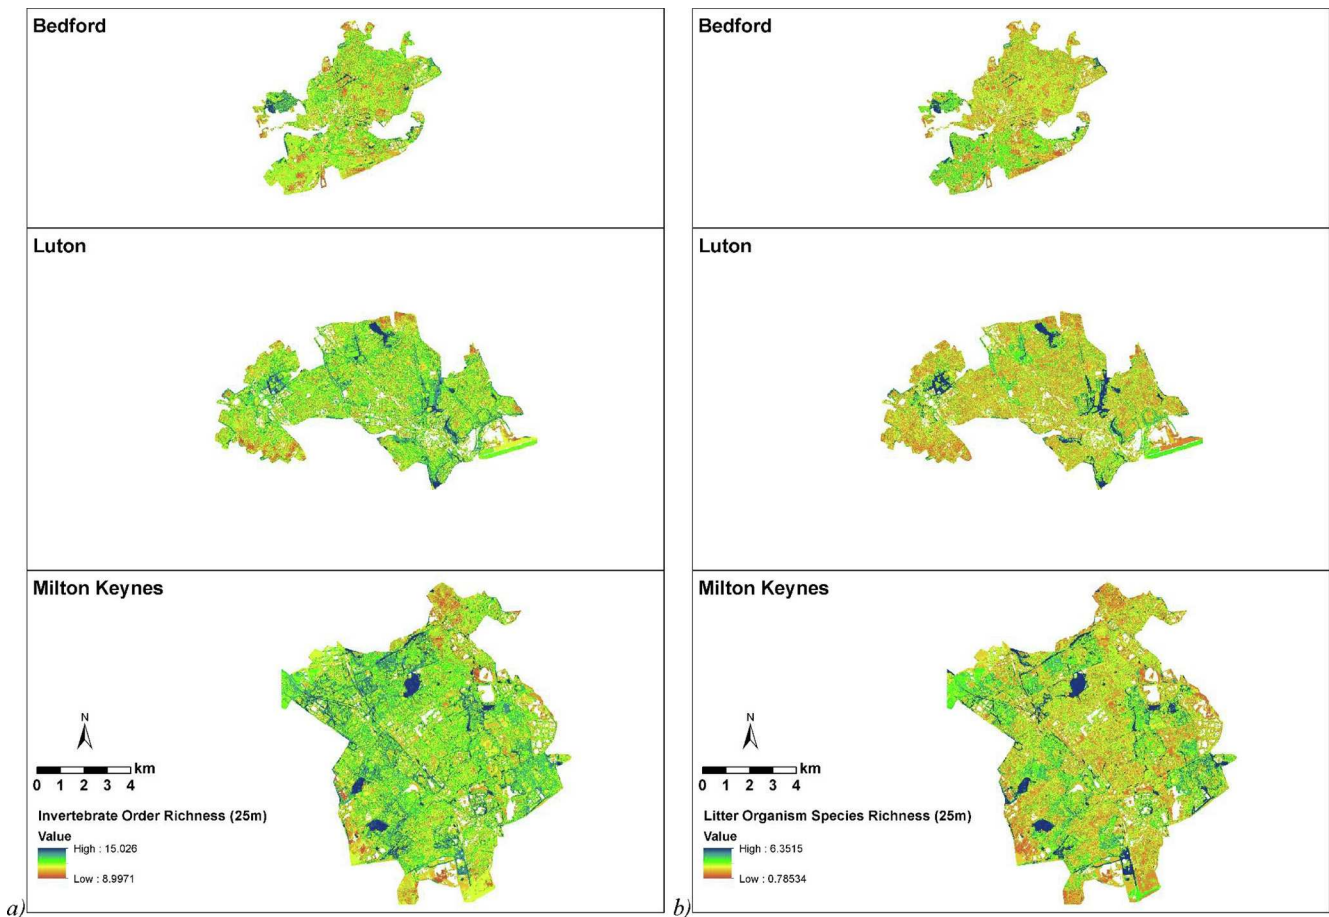 Bedford
Luton
Milton Keynes
N
km
0 1 2 3 4
Invertebrate Order Richness (25m)
Value
High : 15.026
Low : 8.9971
a)
Bedford
Luton
Milton Keynes
N
km
0 1 2 3 4
Litter Organism Species Richness (25m)
Value
High : 6.3515
Low : 0.78534
b)